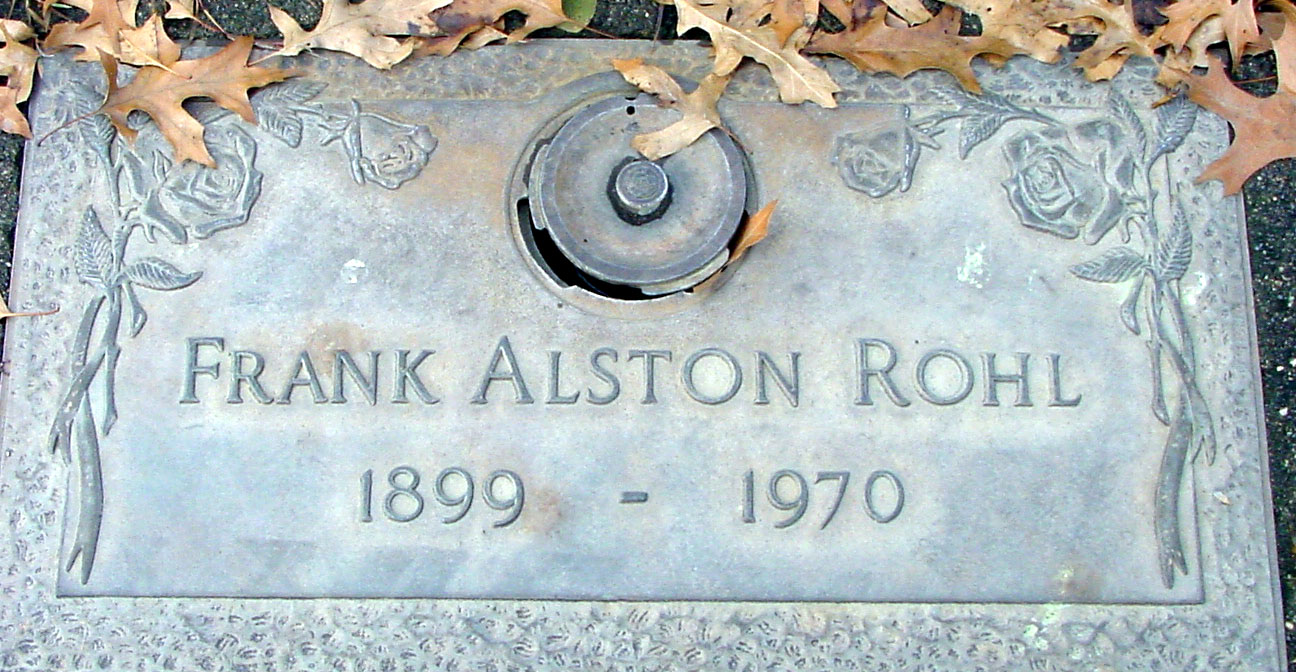 FRANK ALSTON ROHL
1899 - 1970